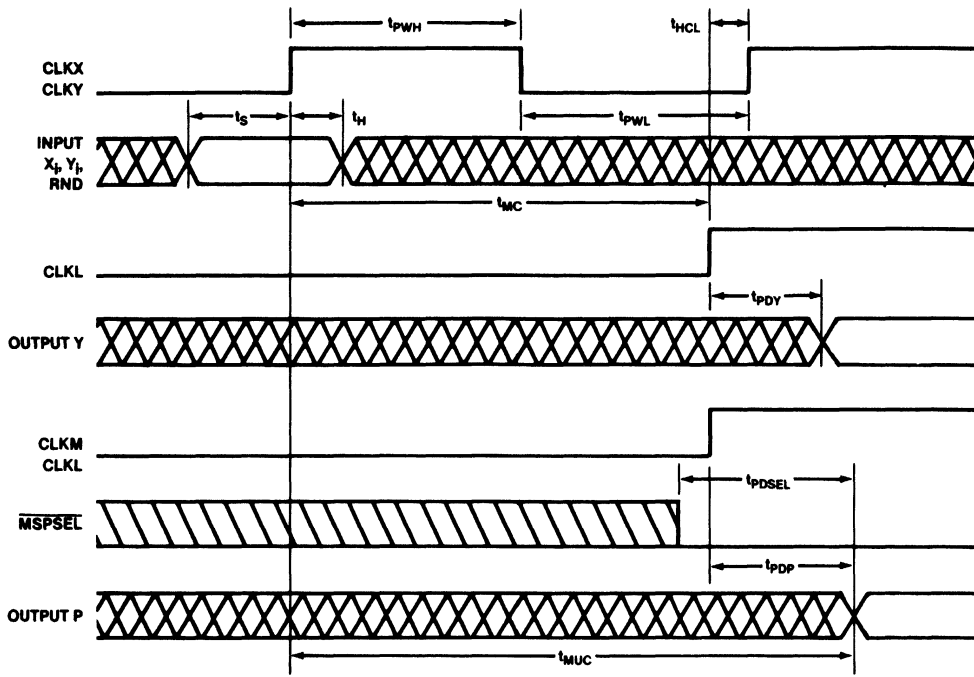 tPWH
tHCL
CLKX
CLKY
tS
tH
tPWL
INPUT
Xi, Yi,
RND
tMC
CLKL
tPDY
OUTPUT Y
CLKM
CLKL
tPDSEL
MSPSEL
tPDP
OUTPUT P
tMUC